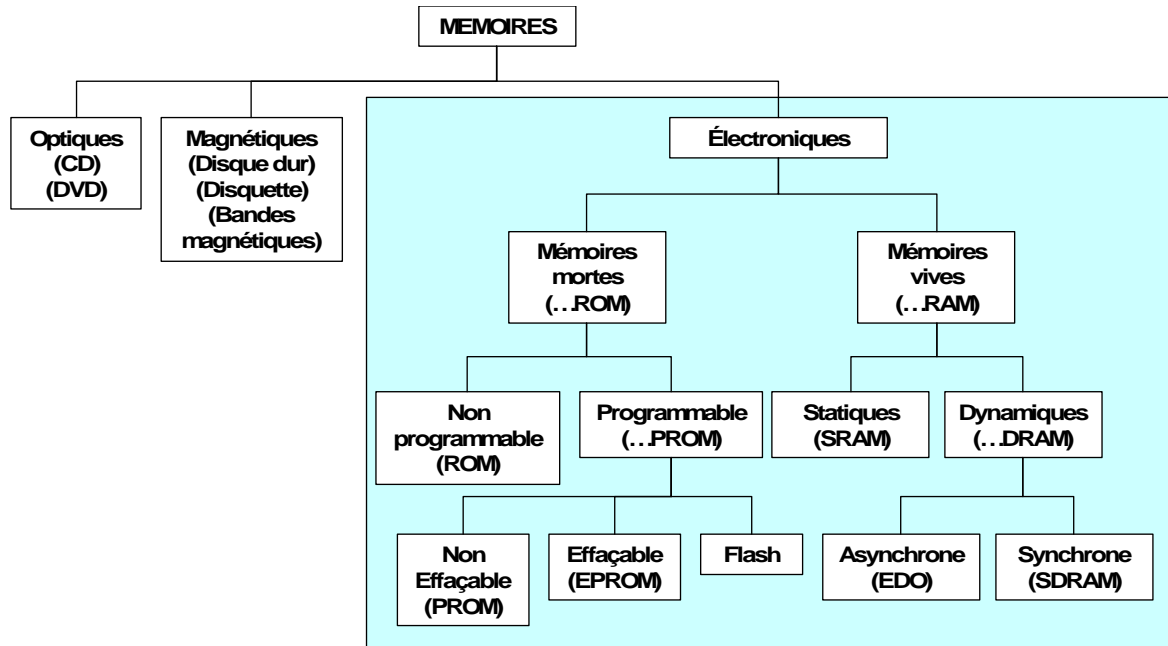 MEMOIRES
Optiques
(CD)
(DVD)
Magnétiques
(Disque dur)
(Disquette)
(Bandes
magnétiques)
Électroniques
Mémoires
mortes
(…ROM)
Mémoires
vives
(…RAM)
Non
programmable
(ROM)
Programmable
(…PROM)
Statiques
(SRAM)
Dynamiques
(…DRAM)
Non
Effaçable
(PROM)
Effaçable
(EPROM)
Flash
Asynchrone
(EDO)
Synchrone
(SDRAM)